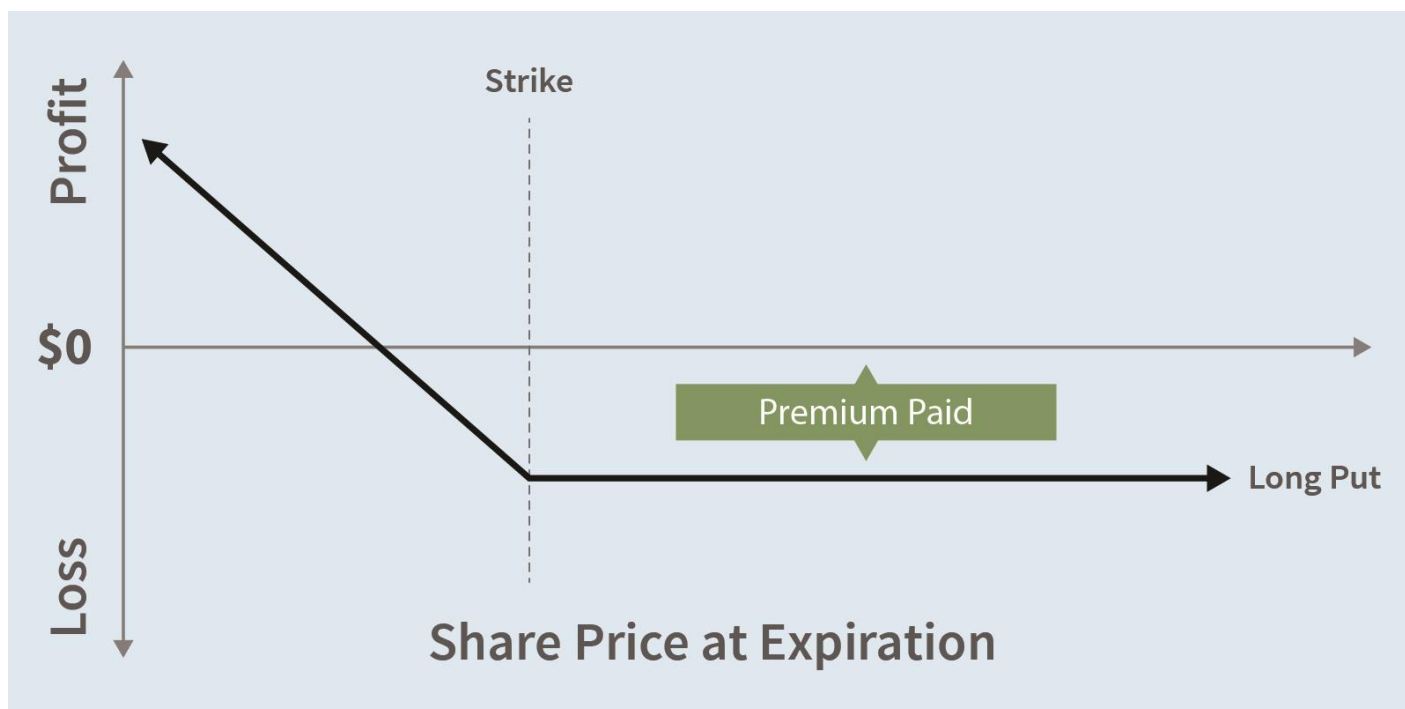 Strike
Profit
$0
Premium Paid
Long Put
Loss
Share Price at Expiration